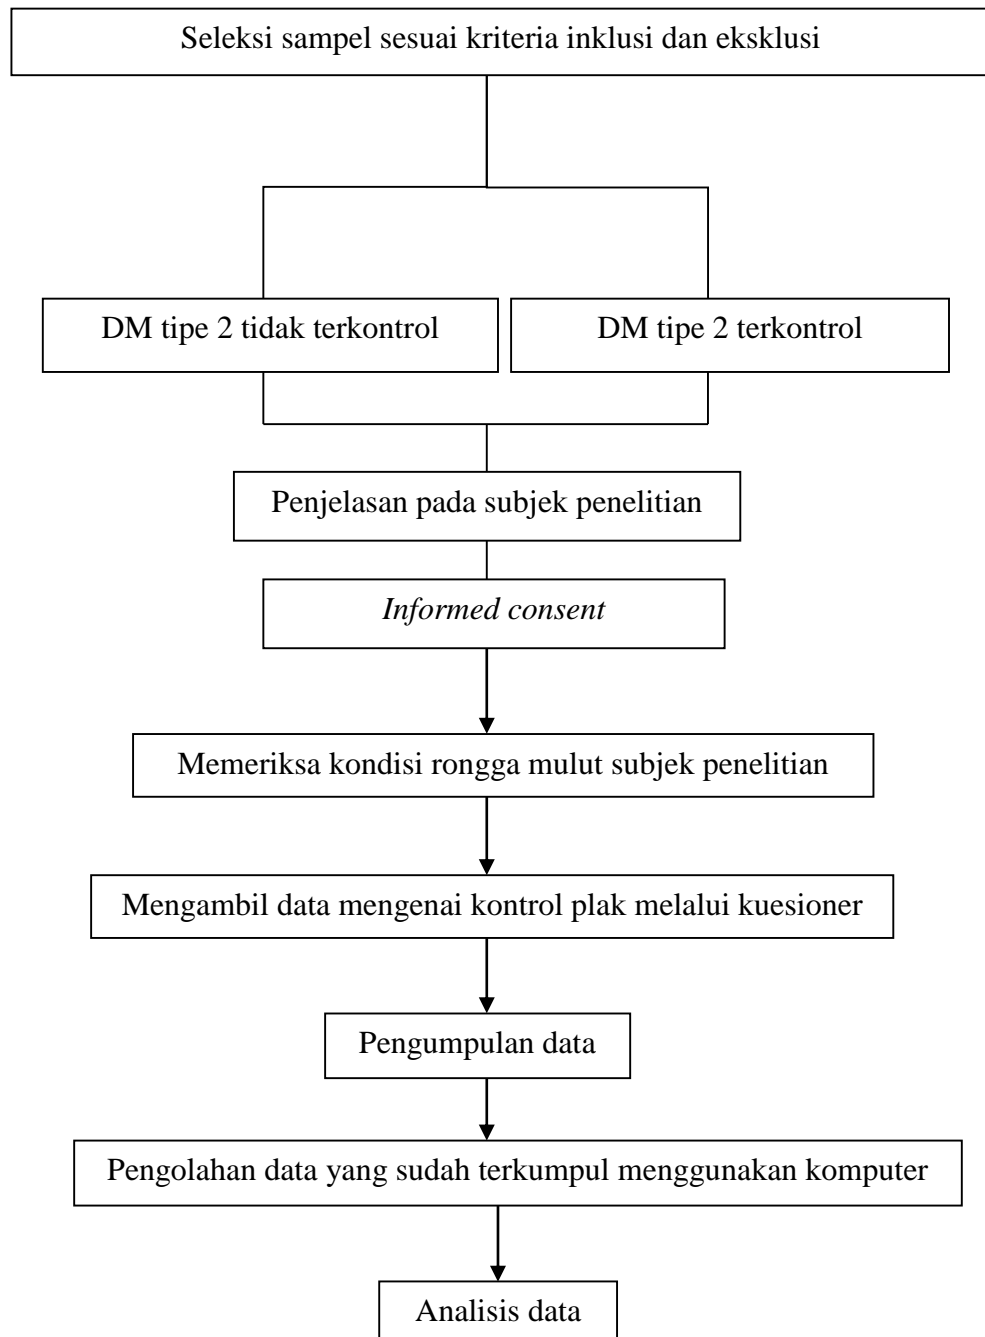 Seleksi sampel sesuai kriteria inklusi dan eksklusi
DM tipe 2 tidak terkontrol
DM tipe 2 terkontrol
Penjelasan pada subjek penelitian
Informed consent
Memeriksa kondisi rongga mulut subjek penelitian
Mengambil data mengenai kontrol plak melalui kuesioner
Pengumpulan data
Pengolahan data yang sudah terkumpul menggunakan komputer
Analisis data